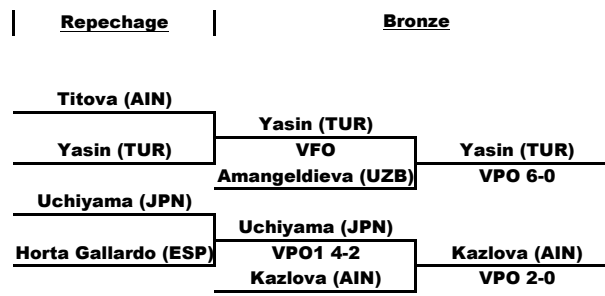 Repechage
Bronze
Titova (AIN)
Yasin (TUR)
Yasin (TUR)
VFO
Yasin (TUR)
Amangeldieva (UZB)
VPO 6-0
Uchiyama (JPN)
Uchiyama (JPN)
Horta Gallardo (ESP)
VPO1 4-2
Kazlova (AIN)
Kazlova (AIN)
VPO 2-0